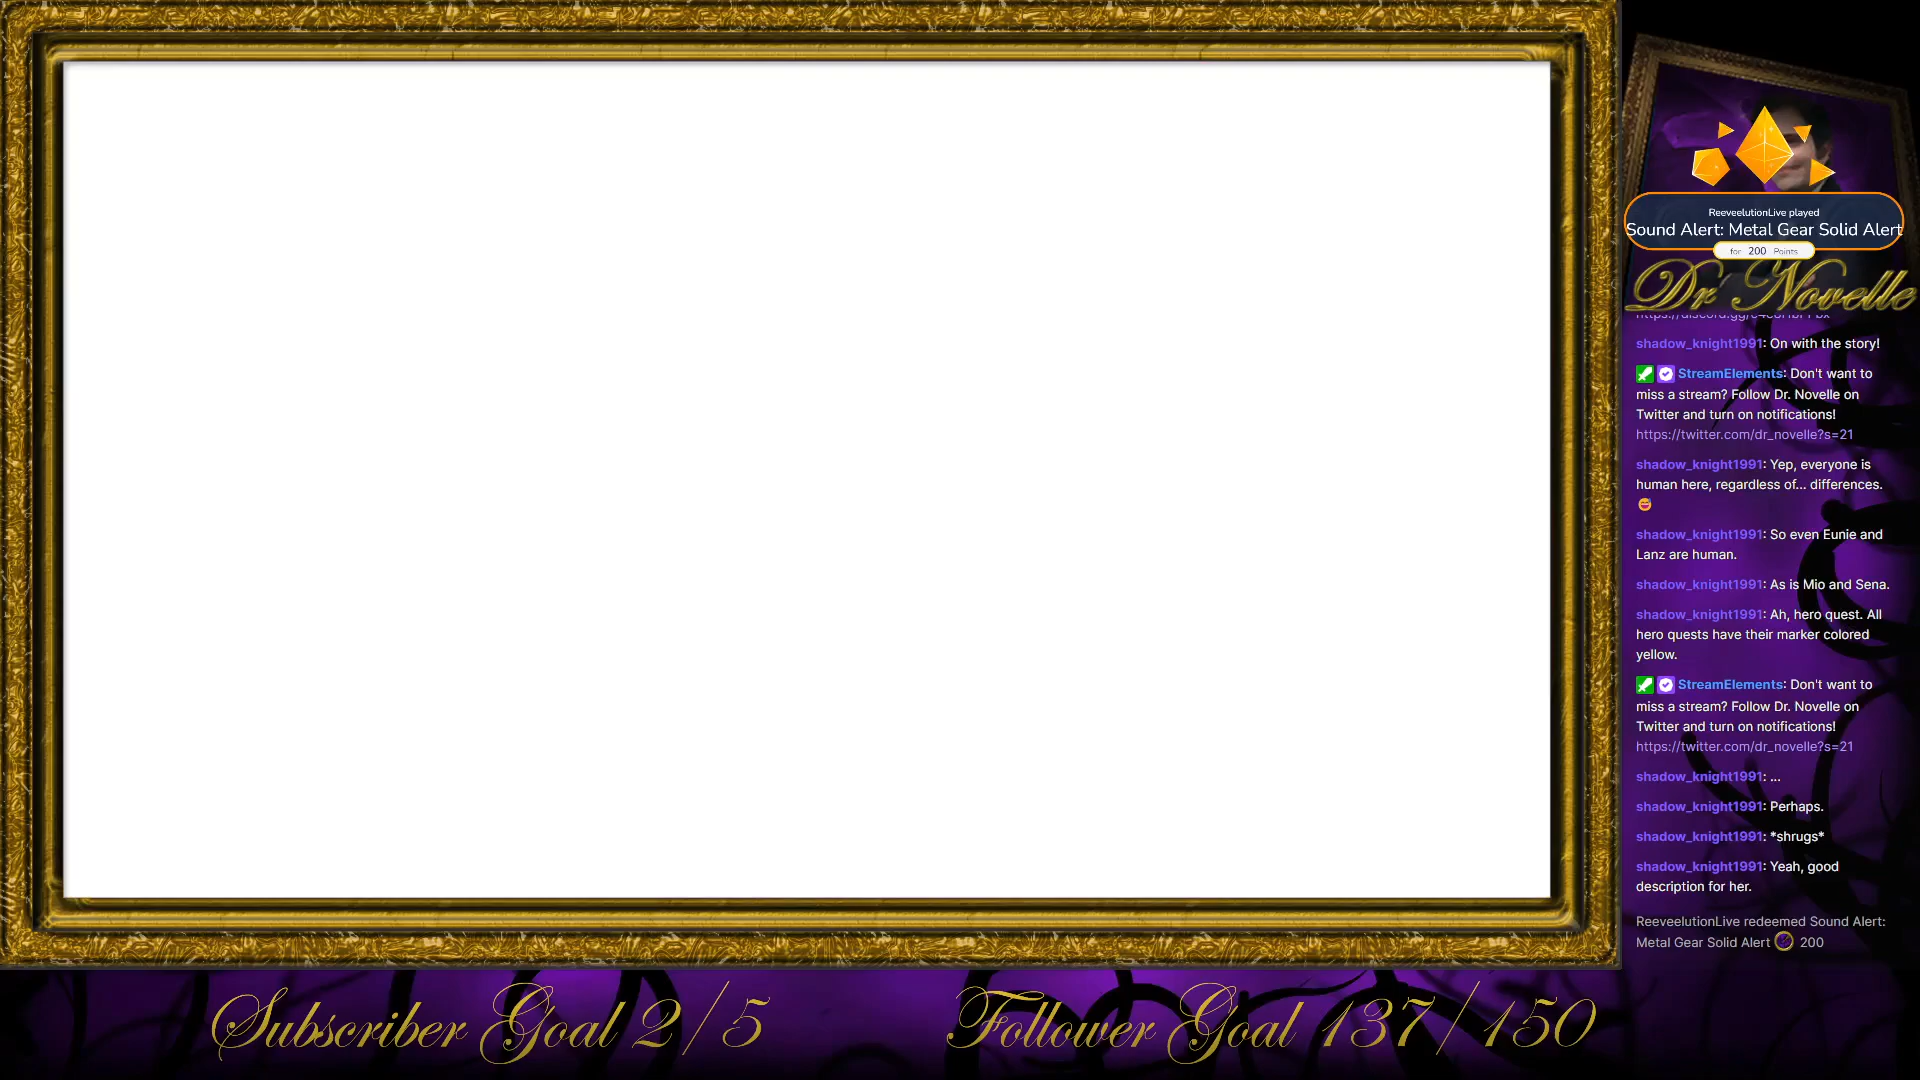 ReeveelutionLive played
Sound Alert: Metal Gear Solid Alert
for 200 Points
Dr Novelle
shadow_knight1991: On with the story!
StreamElements: Don't want to
miss a stream? Follow Dr. Novelle on
Twitter and turn on notifications!
https://twitter.com/dr_novelle?s=21
shadow_knight1991: Yep, everyone is
human here, regardless of... differences.
shadow_knight1991: So even Eunie and
Lanz are human.
shadow_knight1991: As is Mio and Sena.
shadow_knight1991: Ah, hero quest. All
hero quests have their marker colored
yellow.
StreamElements: Don't want to
miss a stream? Follow Dr. Novelle on
Twitter and turn on notifications!
https://twitter.com/dr_novelle?s=21
shadow_knight1991: ...
shadow_knight1991: Perhaps.
shadow_knight1991: *shrugs*
shadow_knight1991: Yeah, good
description for her.
ReeveelutionLive redeemed Sound Alert:
Metal Gear Solid Alert 200
Subscriber Goal 2/5
Follower Goal 137/150